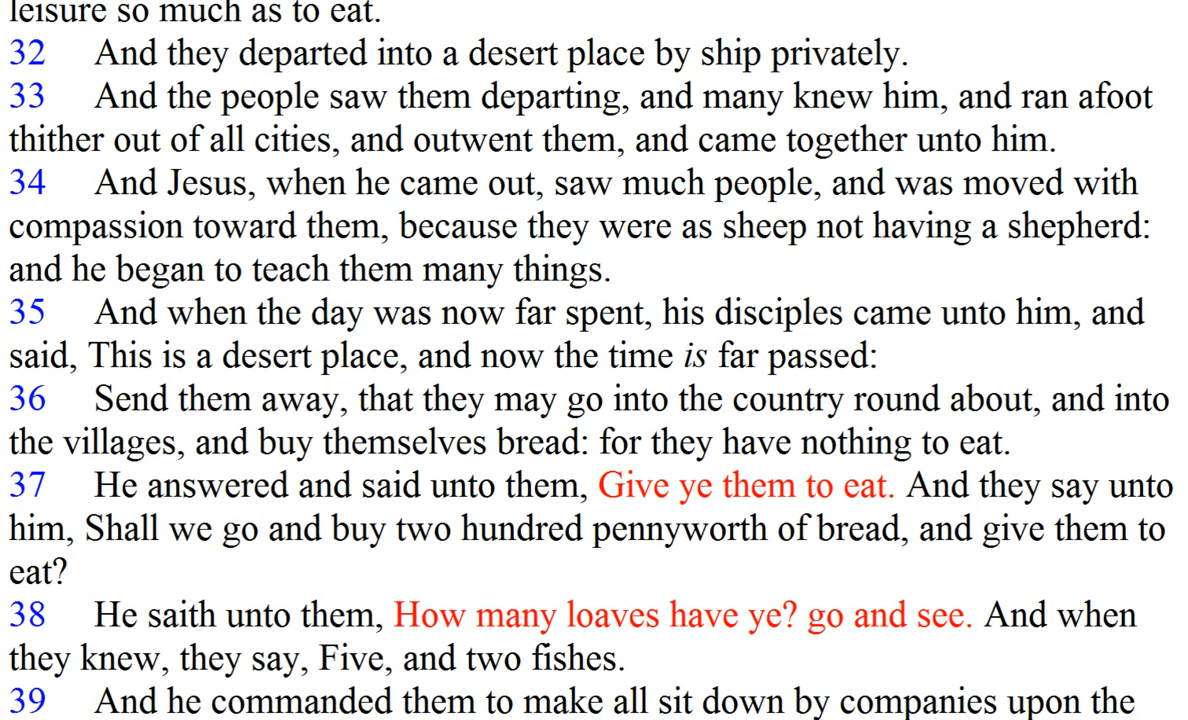 leisure so much as to eat.
32 And they departed into a desert place by ship privately.
33 And the people saw them departing, and many knew him, and ran afoot
thither out of all cities, and outwent them, and came together unto him.
34 And Jesus, when he came out, saw much people, and was moved with
compassion toward them, because they were as sheep not having a shepherd:
and he began to teach them many things.
35 And when the day was now far spent, his disciples came unto him, and
said, This is a desert place, and now the time is far passed:
36 Send them away, that they may go into the country round about, and into
the villages, and buy themselves bread: for they have nothing to eat.
37 He answered and said unto them, Give ye them to eat. And they say unto
him, Shall we go and buy two hundred pennyworth of bread, and give them to
eat?
38 He saith unto them, How many loaves have ye? go and see. And when
they knew, they say, Five, and two fishes.
39 And he commanded them to make all sit down by companies upon the